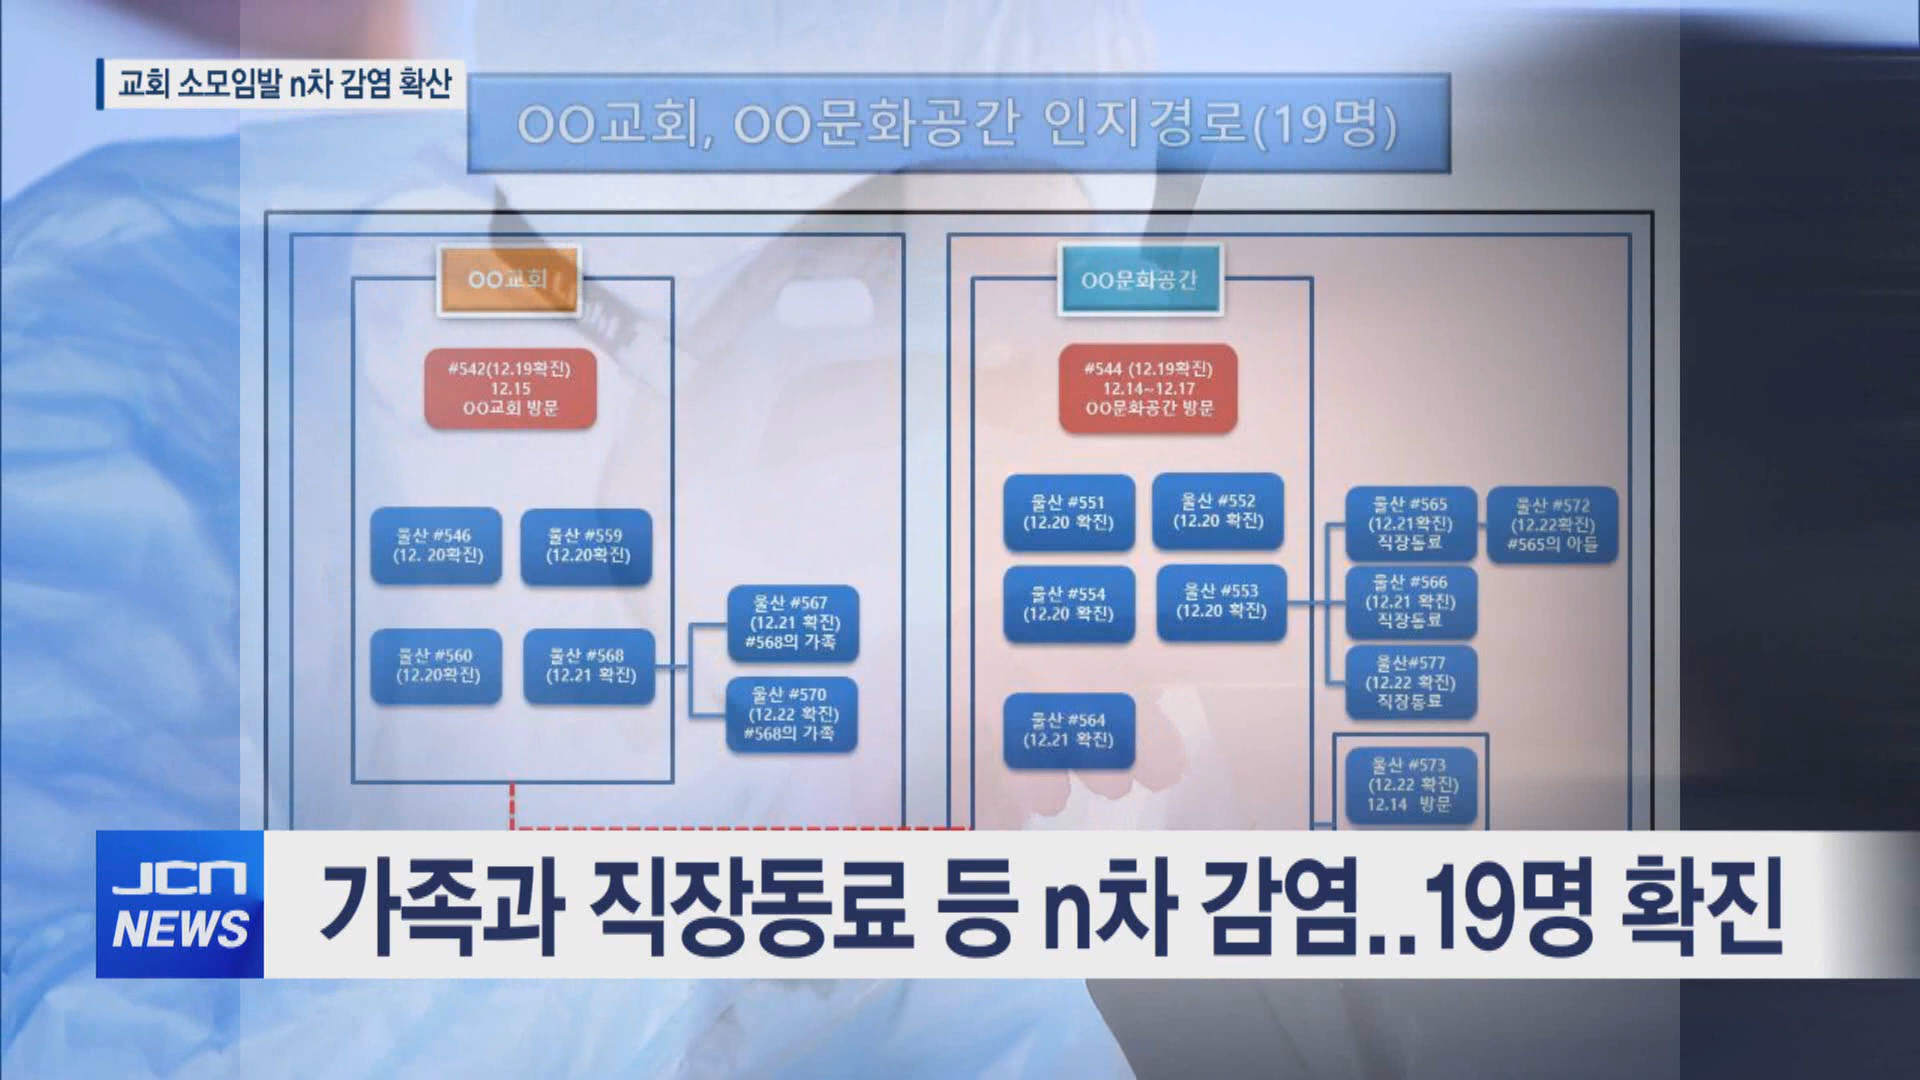 교회 소모임발 n차 감염 확산
OO교회, OO문화공간 인지경로(19명)
OO교회
#542(12.19확진)
12.15
OO교회 방문
울산 #546
(12. 20확진)
울산 #559
(12.20확진)
울산 #560
(12.20확진)
울산 #568
(12.21 확진)
울산 #567
(12.21 확진)
#568의 가족
울산 #570
(12.22 확진)
#568의 가족
OO문화공간
#544 (12.19확진)
12.14~12.17
OO문화공간 방문
울산 #551
(12.20 확진)
울산 #552
(12.20 확진)
울산 #554
(12.20 확진)
울산 #553
(12.20 확진)
울산 #564
(12.21 확진)
울산 #565
(12.21확진)
직장동료
울산 #572
(12.22확진)
#565의 아들
울산 #566
(12.21 확진)
직장동료
울산#577
(12.22 확진)
직장동료
울산 #573
(12.22 확진)
12.14 방문
JCN
NEWS
가족과 직장동료 등 n차 감염..19명 확진